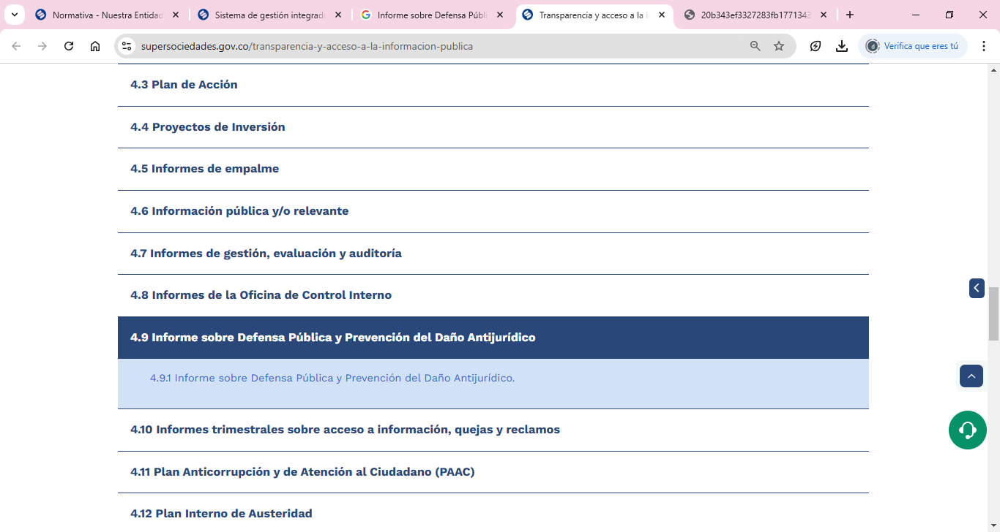 Normativa - Nuestra Entidad
Sistema de gestión integrado
Informe sobre Defensa Públi
Transparencia y acceso a la i
20b343ef3327283fb1771343
supersociedades.gov.co/transparencia-y-acceso-a-la-informacion-publica
d
Verifica que eres tú
4.3 Plan de Acción
4.4 Proyectos de Inversión
4.5 Informes de empalme
4.6 Información pública y/o relevante
4.7 Informes de gestión, evaluación y auditoría
4.8 Informes de la Oficina de Control Interno
4.9 Informe sobre Defensa Pública y Prevención del Daño Antijurídico
4.9.1 Informe sobre Defensa Pública y Prevención del Daño Antijurídico.
4.10 Informes trimestrales sobre acceso a información, quejas y reclamos
4.11 Plan Anticorrupción y de Atención al Ciudadano (PAAC)
4.12 Plan Interno de Austeridad